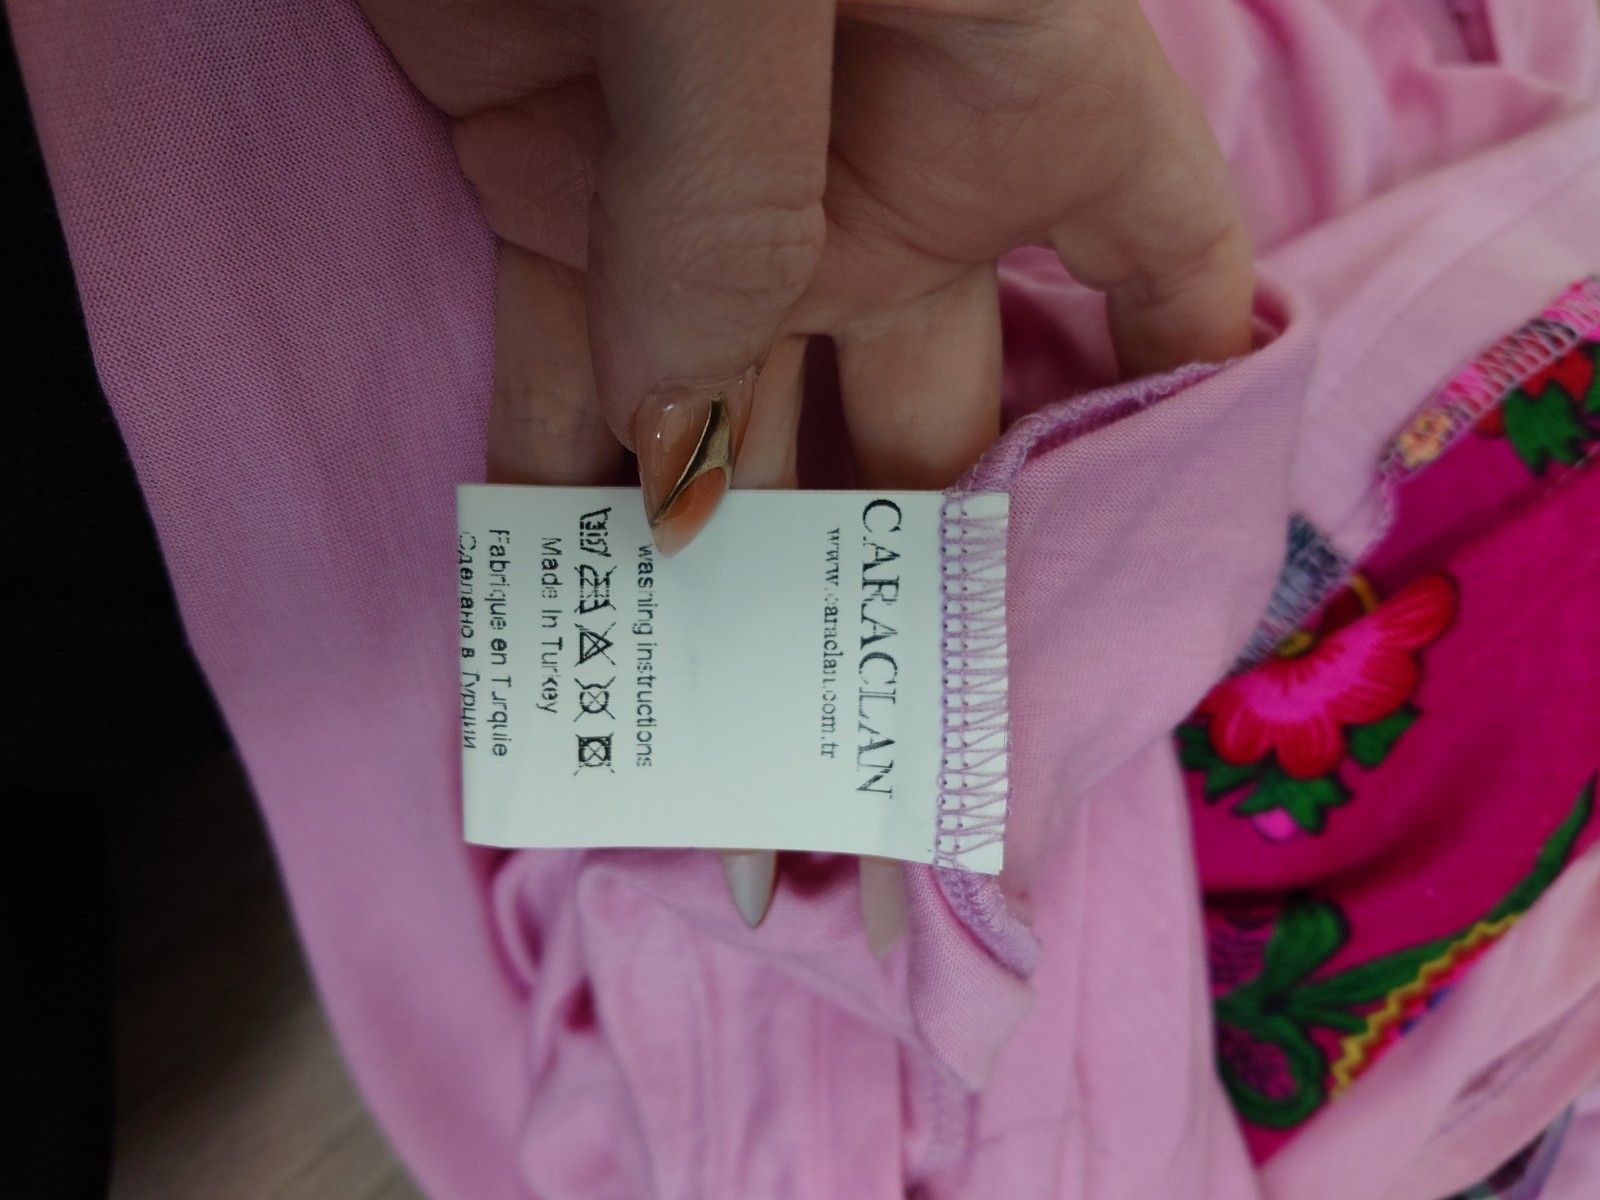 CARACLAN
www.caraclan.com.tr
washing instructions
Made In Turkey
Fabrique en Turquie
Сделано в Турции